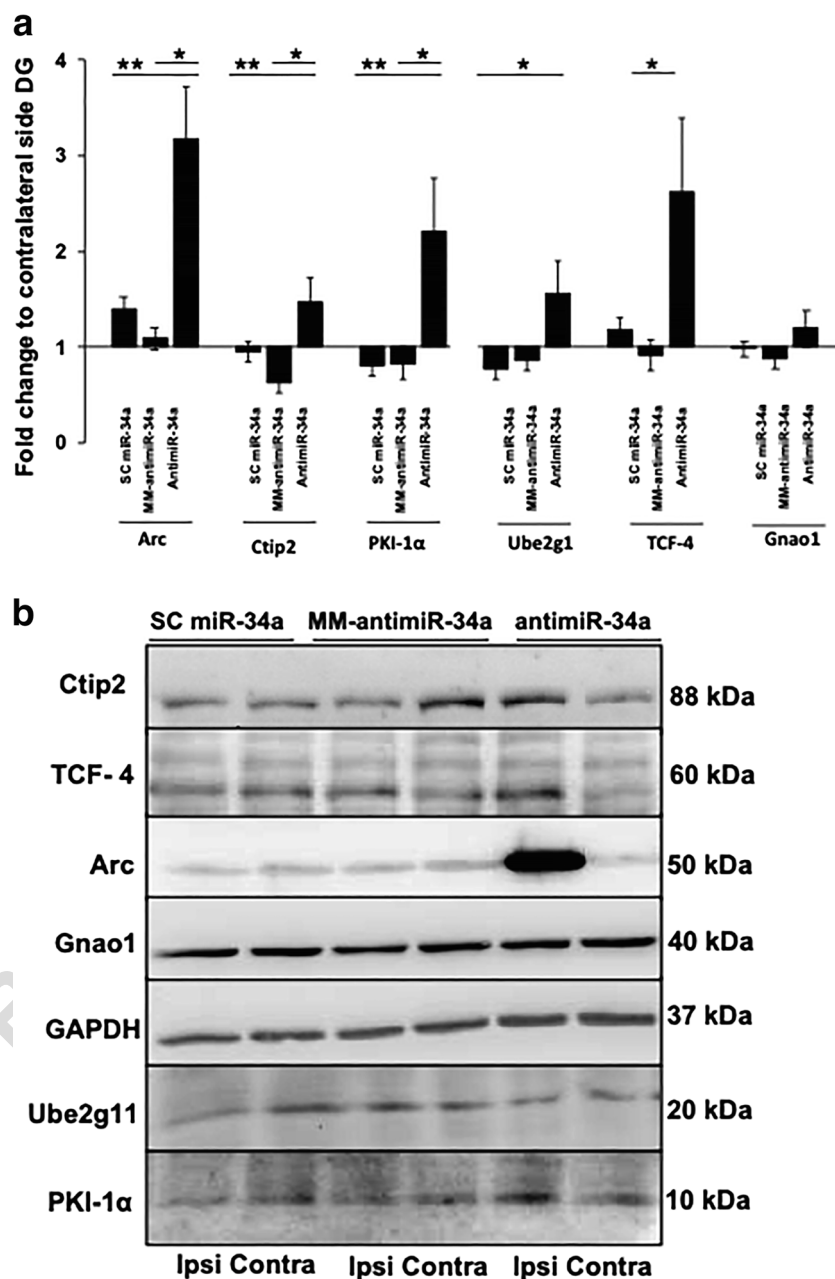 a
Fold change to contralateral side DG
4
3
2
1
0
** * ** * ** * * *
SC miR-34a
MM-antimiR-34a
AntimiR-34a
SC miR-34a
MM-antimiR-34a
AntimiR-34a
SC miR-34a
MM-antimiR-34a
AntimiR-34a
SC miR-34a
MM-antimiR-34a
AntimiR-34a
SC miR-34a
MM-antimiR-34a
AntimiR-34a
SC miR-34a
MM-antimiR-34a
AntimiR-34a
Arc Ctip2 PKI-1α Ube2g1 TCF-4 Gnao1
b
SC miR-34a MM-antimiR-34a antimiR-34a
Ctip2 88 kDa
TCF- 4 60 kDa
Arc 50 kDa
Gnao1 40 kDa
GAPDH 37 kDa
Ube2g11 20 kDa
PKI-1α 10 kDa
Ipsi Contra Ipsi Contra Ipsi Contra